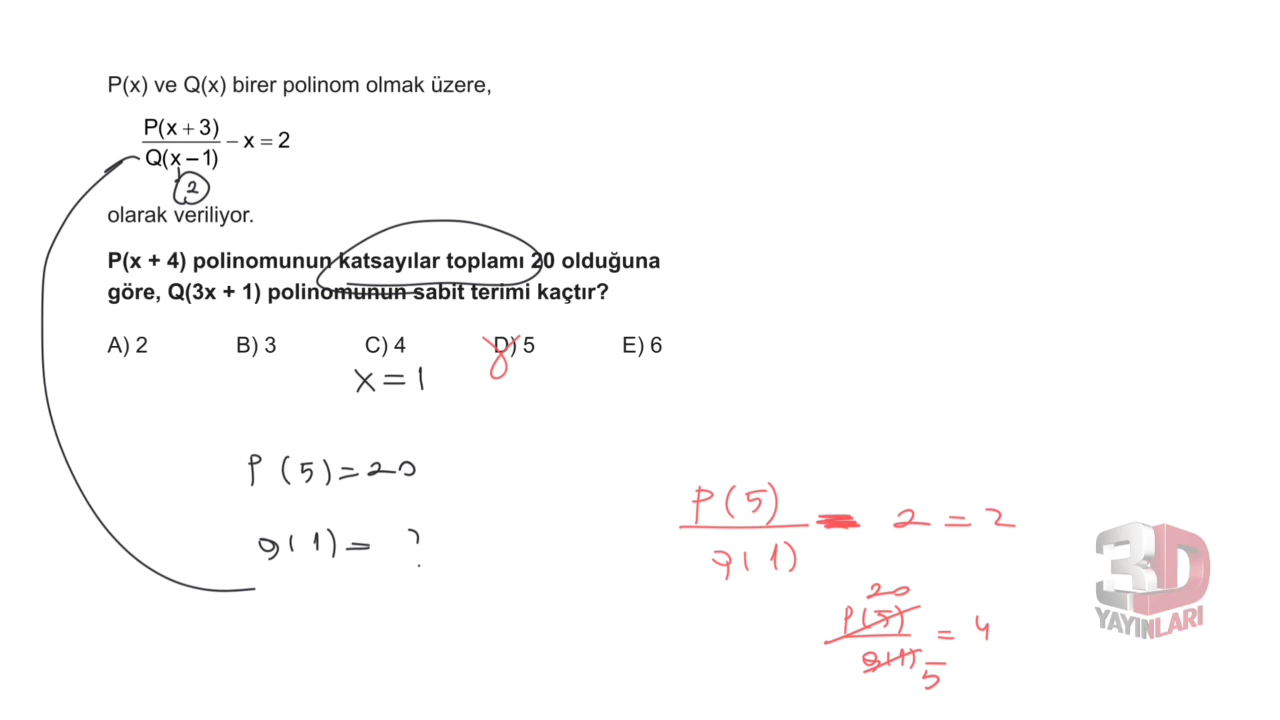 P(x) ve Q(x) birer polinom olmak üzere,
P(x + 3)
Q(x – 1)
– x = 2
2
olarak veriliyor.
P(x + 4) polinomunun katsayılar toplamı 20 olduğuna
göre, Q(3x + 1) polinomunun sabit terimi kaçtır?
A) 2 B) 3 C) 4 D) 5 E) 6
x = 1
P (5) = 20
Q(1) = ?
P(5)
Q(1)
- 2 = 2
20
P(5)
Q(1)
= 4
5
3D
YAYINLARI